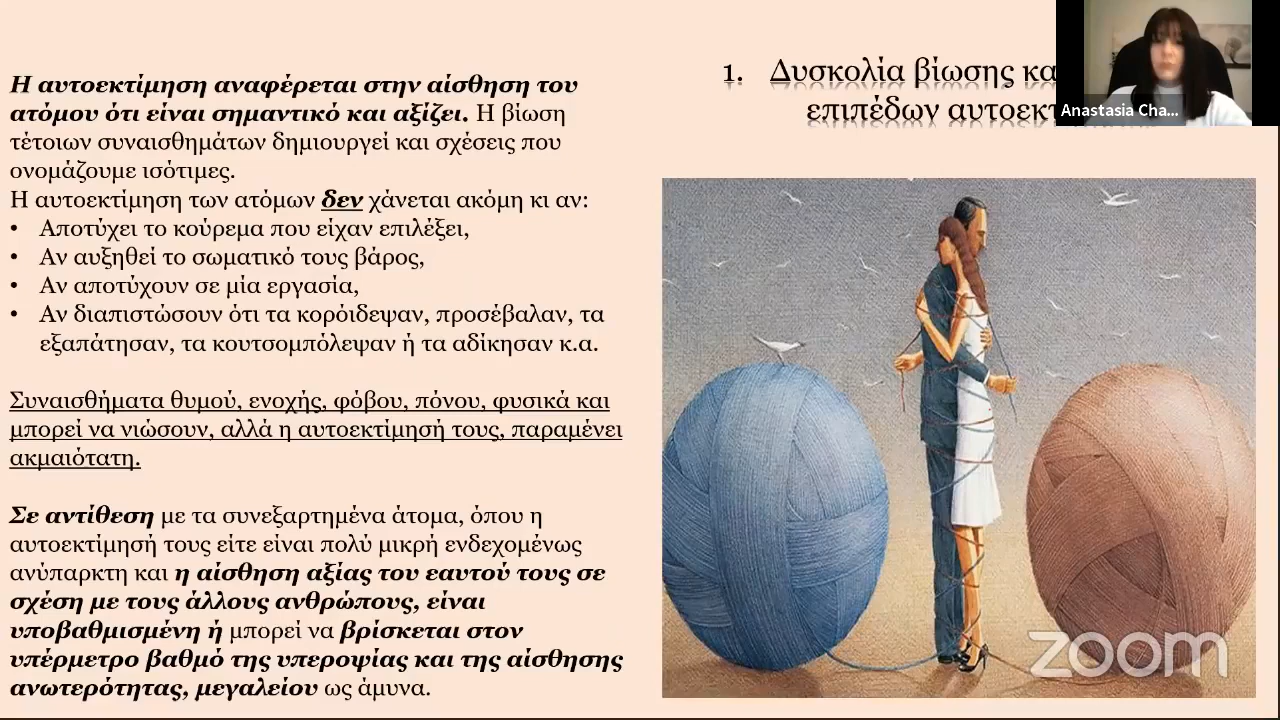 Η αυτοεκτίμηση αναφέρεται στην αίσθηση του
ατόμου ότι είναι σημαντικό και αξίζει. Η βίωση
τέτοιων συναισθημάτων δημιουργεί και σχέσεις που
ονομάζουμε ισότιμες.
Η αυτοεκτίμηση των ατόμων δεν χάνεται ακόμη κι αν:
• Αποτύχει το κούρεμα που είχαν επιλέξει,
• Αν αυξηθεί το σωματικό τους βάρος,
• Αν αποτύχουν σε μία εργασία,
• Αν διαπιστώσουν ότι τα κορόιδεψαν, προσέβαλαν, τα
εξαπάτησαν, τα κουτσομπόλεψαν ή τα αδίκησαν κ.α.
Συναισθήματα θυμού, ενοχής, φόβου, πόνου, φυσικά και
μπορεί να νιώσουν, αλλά η αυτοεκτίμησή τους, παραμένει
ακμαιότατη.
Σε αντίθεση με τα συνεξαρτημένα άτομα, όπου η
αυτοεκτίμησή τους είτε είναι πολύ μικρή ενδεχομένως
ανύπαρκτη και η αίσθηση αξίας του εαυτού τους σε
σχέση με τους άλλους ανθρώπους, είναι
υποβαθμισμένη ή μπορεί να βρίσκεται στον
υπέρμετρο βαθμό της υπεροψίας και της αίσθησης
ανωτερότητας, μεγαλείου ως άμυνα.
1. Δυσκολία βίωσης κα
επιπέδων αυτοεκτ
Anastasia Cha...
zoom